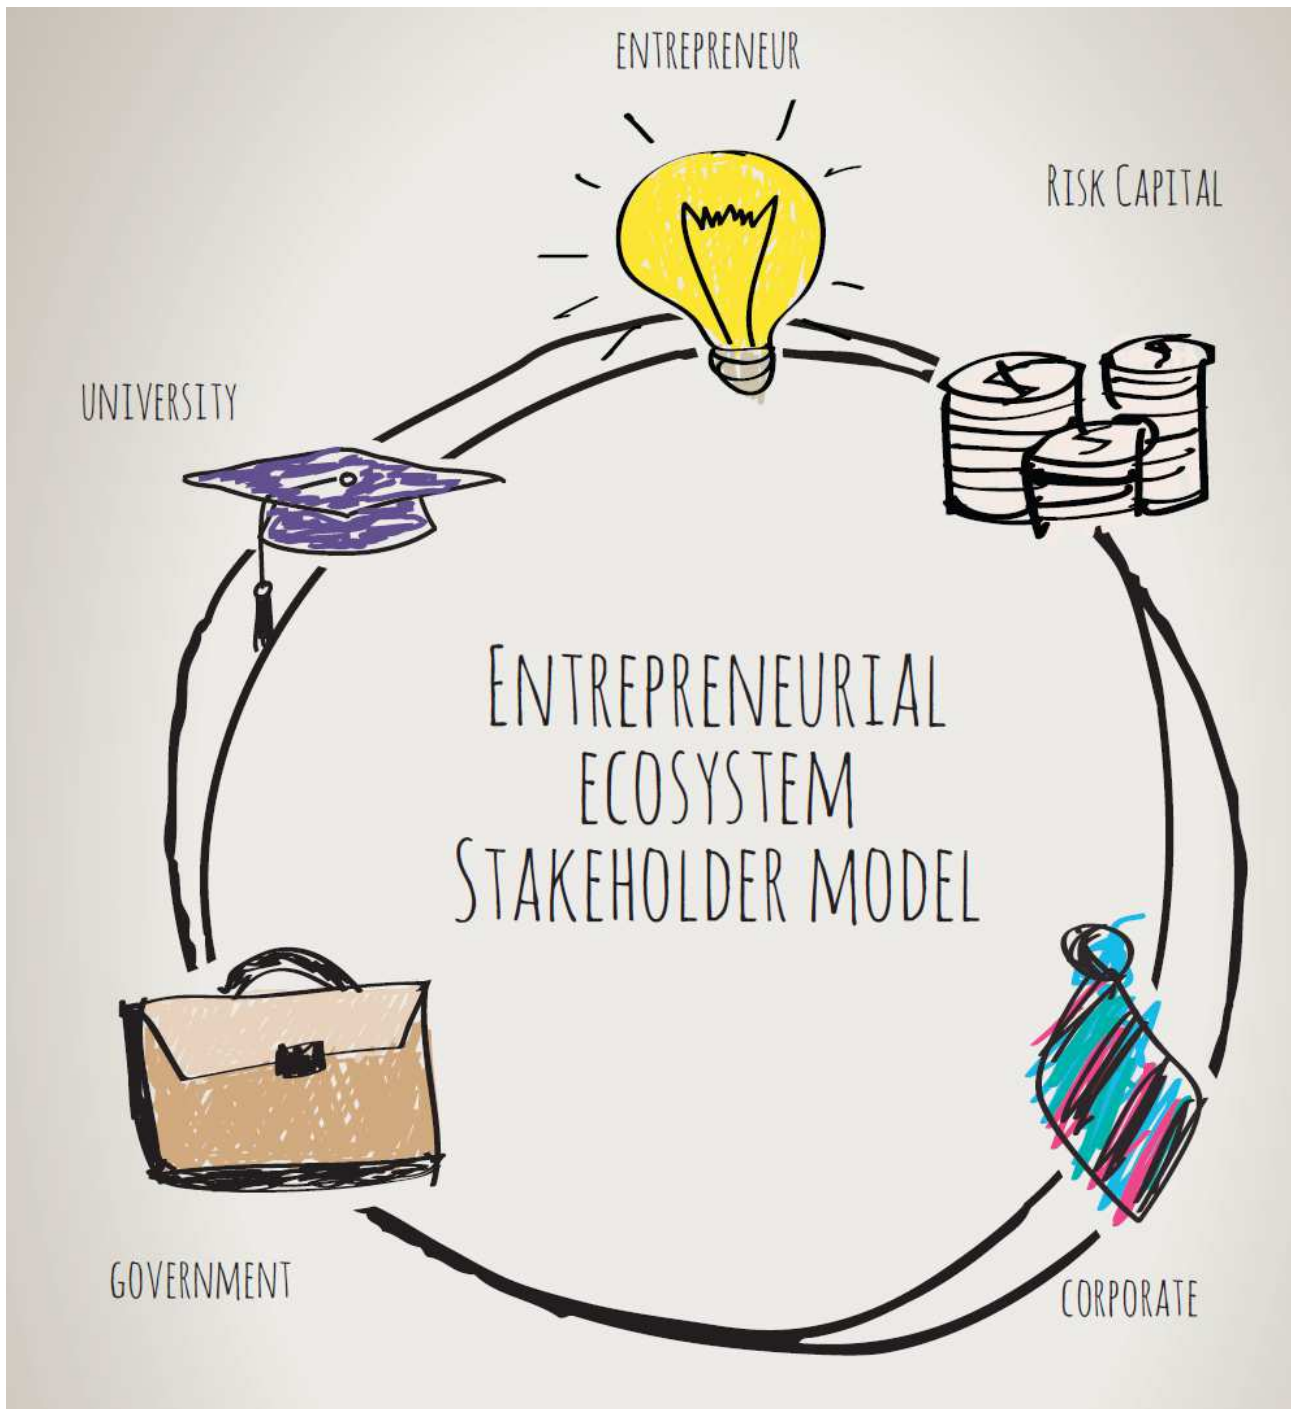 ENTREPRENEUR
RISK CAPITAL
UNIVERSITY
ENTREPRENEURIAL
ECOSYSTEM
STAKEHOLDER MODEL
GOVERNMENT
CORPORATE